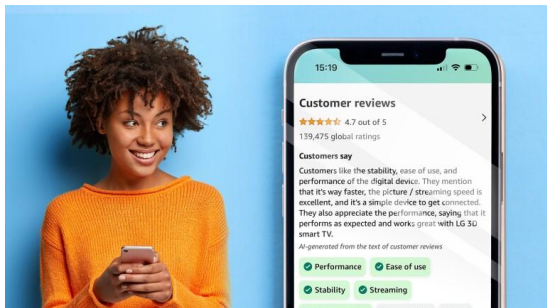 15:19
Customer reviews
4.7 out of 5
139,475 global ratings
Customers say
Customers like the stability, ease of use, and
performance of the digital device. They mention
that it's way faster, the picture / streaming speed is
excellent, and it's a simple device to get connected.
They also appreciate the performance, saying that it
performs as expected and works great with LG 3D
smart TV.
AI-generated from the text of customer reviews
Performance Ease of use
Stability Streaming